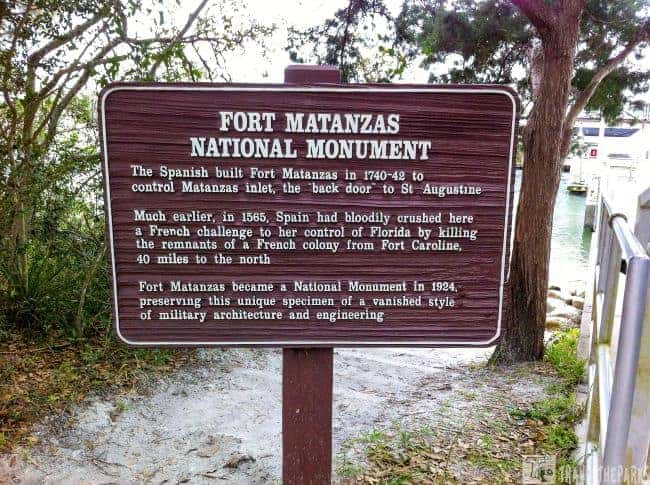 FORT MATANZAS
NATIONAL MONUMENT
The Spanish built Fort Matanzas in 1740-42 to
control Matanzas inlet, the "back door" to St Augustine
Much earlier, in 1565, Spain had bloodily crushed here
a French challenge to her control of Florida by killing
the remnants of a French colony from Fort Caroline,
40 miles to the north
Fort Matanzas became a National Monument in 1924,
preserving this unique specimen of a vanished style
of military architecture and engineering